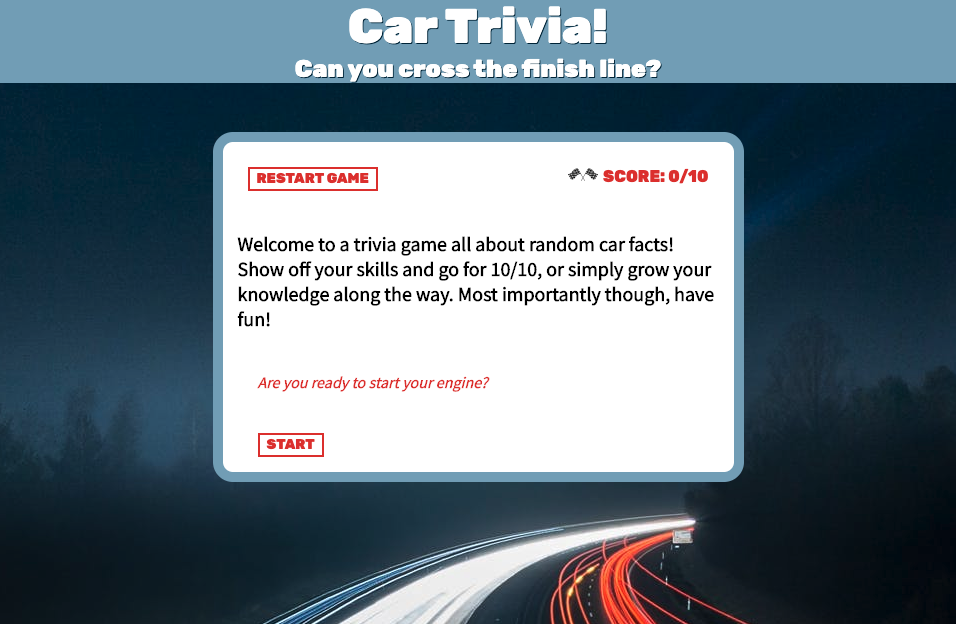 Car Trivia!
Can you cross the finish line?
RESTART GAME
SCORE: 0/10
Welcome to a trivia game all about random car facts!
Show off your skills and go for 10/10, or simply grow your
knowledge along the way. Most importantly though, have
fun!
Are you ready to start your engine?
START